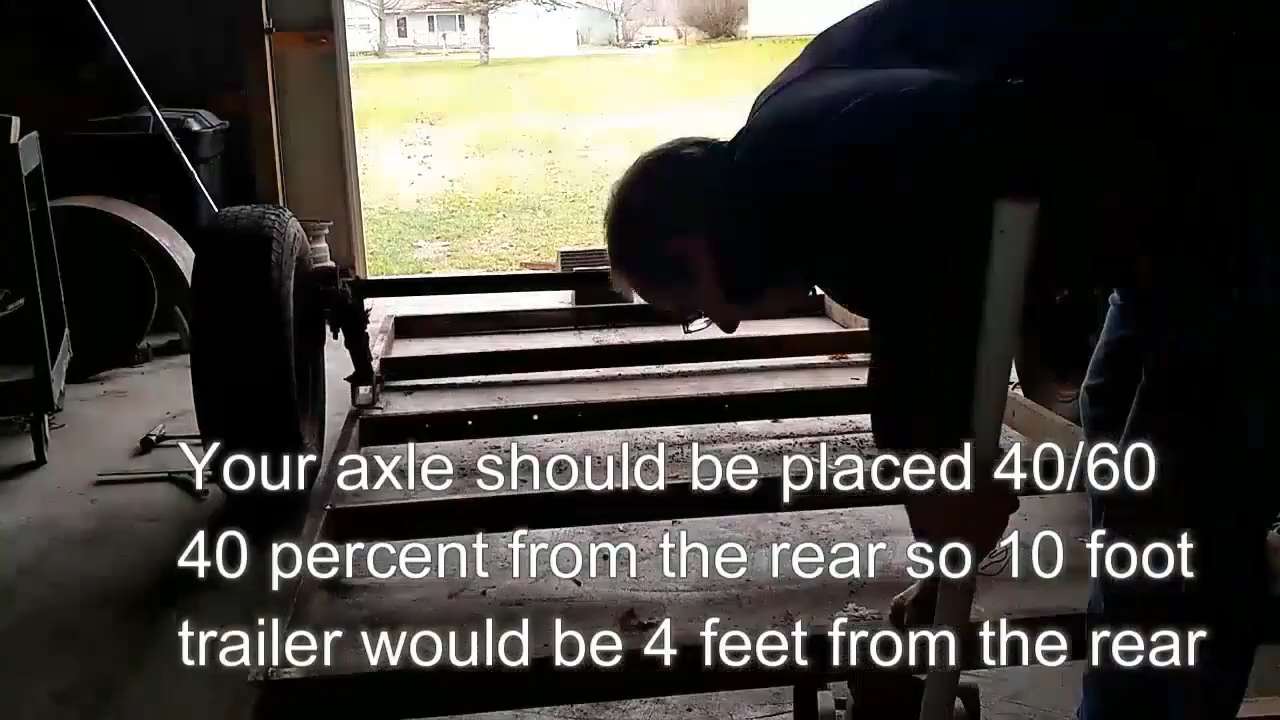 Your axle should be placed 40/60
40 percent from the rear so 10 foot
trailer would be 4 feet from the rear